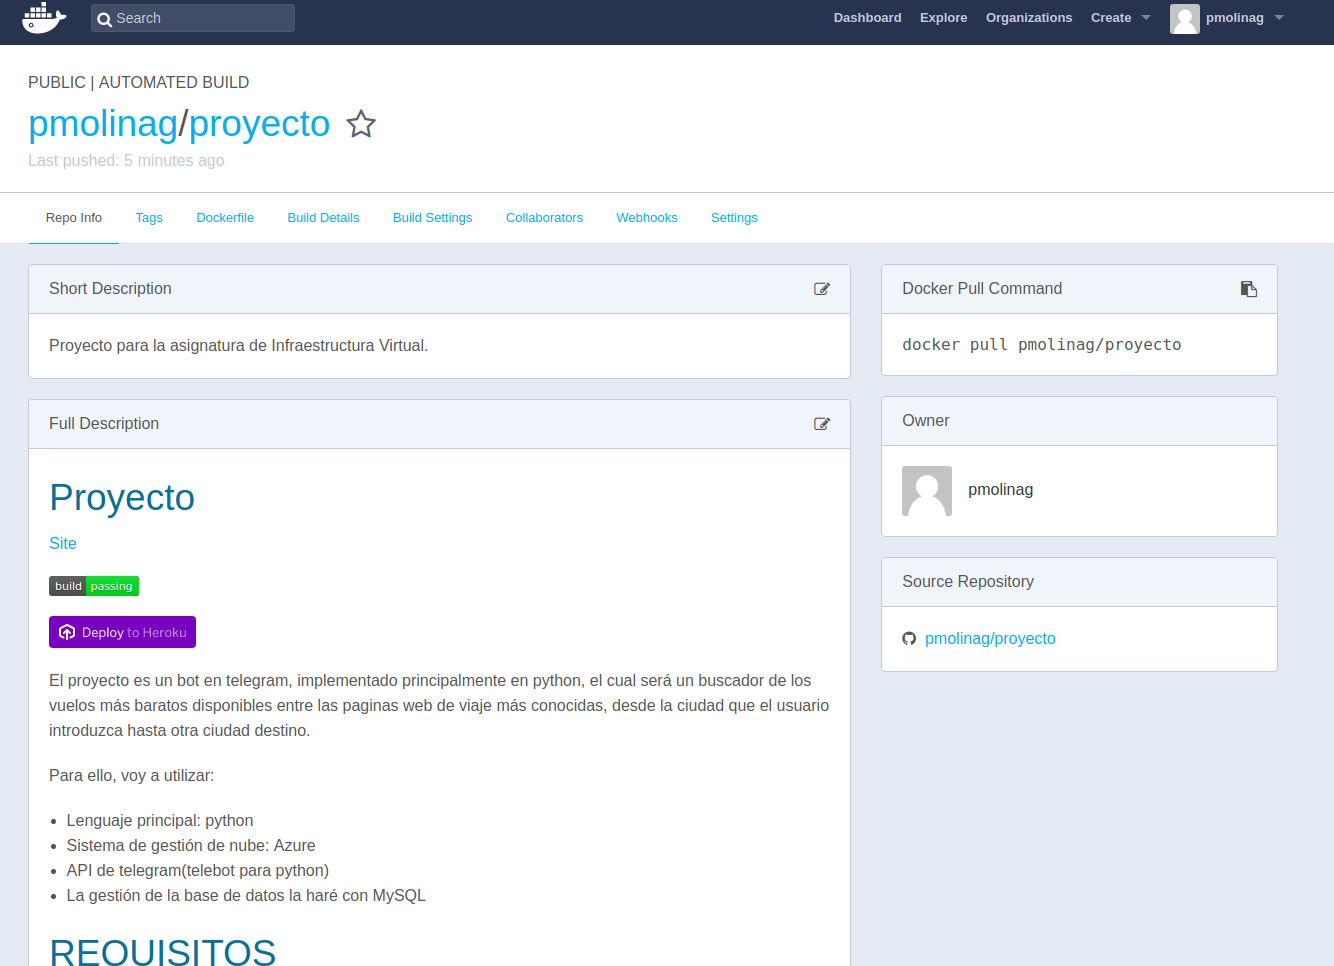 Search
Dashboard Explore Organizations Create pmolinag
PUBLIC | AUTOMATED BUILD
pmolinag/proyecto
Last pushed: 5 minutes ago
Repo Info Tags Dockerfile Build Details Build Settings Collaborators Webhooks Settings
Short Description
Proyecto para la asignatura de Infraestructura Virtual.
Full Description
Proyecto
Site
build passing
Deploy to Heroku
El proyecto es un bot en telegram, implementado principalmente en python, el cual será un buscador de los
vuelos más baratos disponibles entre las paginas web de viaje más conocidas, desde la ciudad que el usuario
introduzca hasta otra ciudad destino.
Para ello, voy a utilizar:
Lenguaje principal: python
Sistema de gestión de nube: Azure
API de telegram(telebot para python)
La gestión de la base de datos la haré con MySQL
REQUISITOS
Docker Pull Command
docker pull pmolinag/proyecto
Owner
pmolinag
Source Repository
pmolinag/proyecto